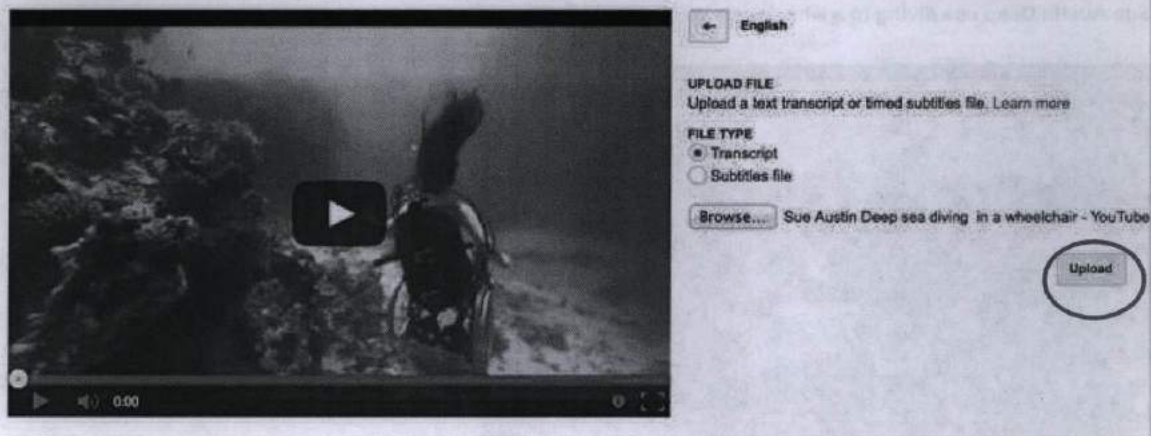 English
UPLOAD FILE
Upload a text transcript or timed subtitles file. Learn more
FILE TYPE
Transcript
Subtitles file
Browse... Sue Austin Deep sea diving in a wheelchair - YouTube
Upload
0:00